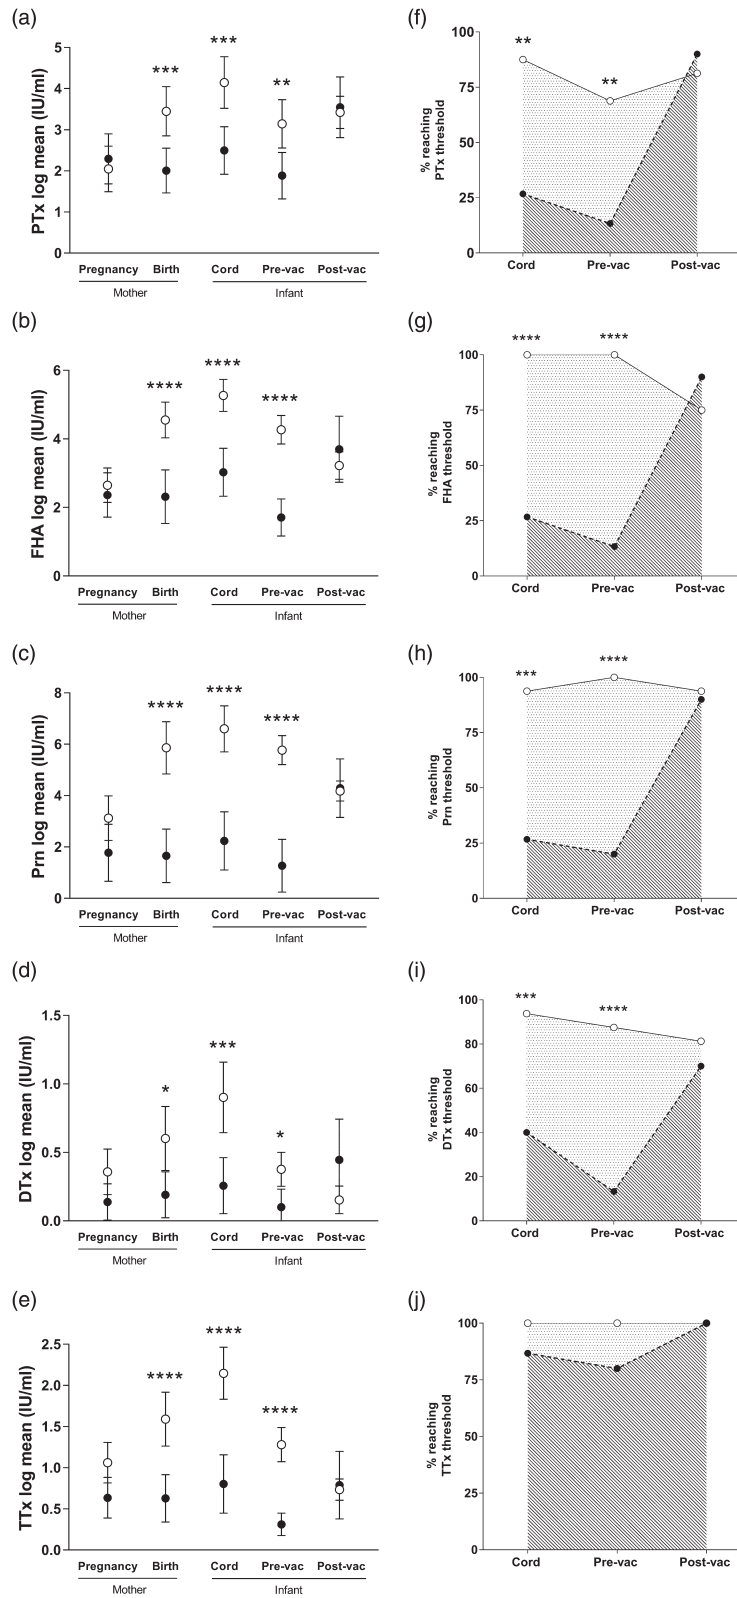 (a)
PTx log mean (IU/ml)
5
4
3
2
1
0
***
***
**
Pregnancy Birth Cord Pre-vac Post-vac
Mother Infant
(f)
% reaching
PTx threshold
100
75
50
25
0
**
**
Cord Pre-vac Post-vac
(b)
FHA log mean (IU/ml)
6
4
2
0
****
****
****
Pregnancy Birth Cord Pre-vac Post-vac
Mother Infant
(g)
% reaching
FHA threshold
100
75
50
25
0
****
****
Cord Pre-vac Post-vac
(c)
Prn log mean (IU/ml)
8
6
4
2
0
****
****
****
Pregnancy Birth Cord Pre-vac Post-vac
Mother Infant
(h)
% reaching
Prn threshold
100
75
50
25
0
***
****
Cord Pre-vac Post-vac
(d)
DTx log mean (IU/ml)
1.5
1.0
0.5
0.0
*
***
*
Pregnancy Birth Cord Pre-vac Post-vac
Mother Infant
(i)
% reaching
DTx threshold
100
80
60
40
20
0
***
****
Cord Pre-vac Post-vac
(e)
TTx log mean (IU/ml)
2.5
2.0
1.5
1.0
0.5
0.0
****
****
****
Pregnancy Birth Cord Pre-vac Post-vac
Mother Infant
(j)
% reaching
TTx threshold
100
75
50
25
0
Cord Pre-vac Post-vac